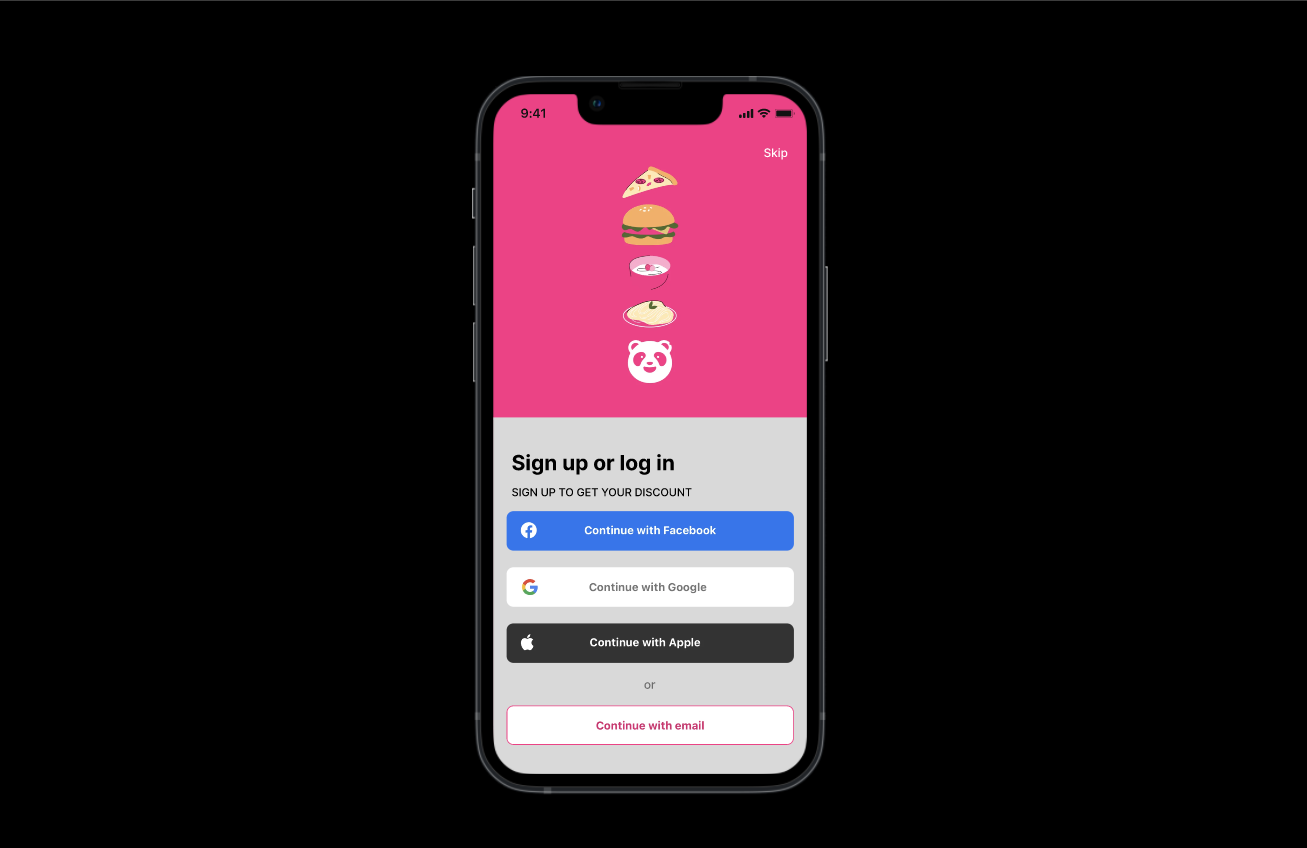 9:41
Skip
Sign up or log in
SIGN UP TO GET YOUR DISCOUNT
Continue with Facebook
Continue with Google
Continue with Apple
or
Continue with email